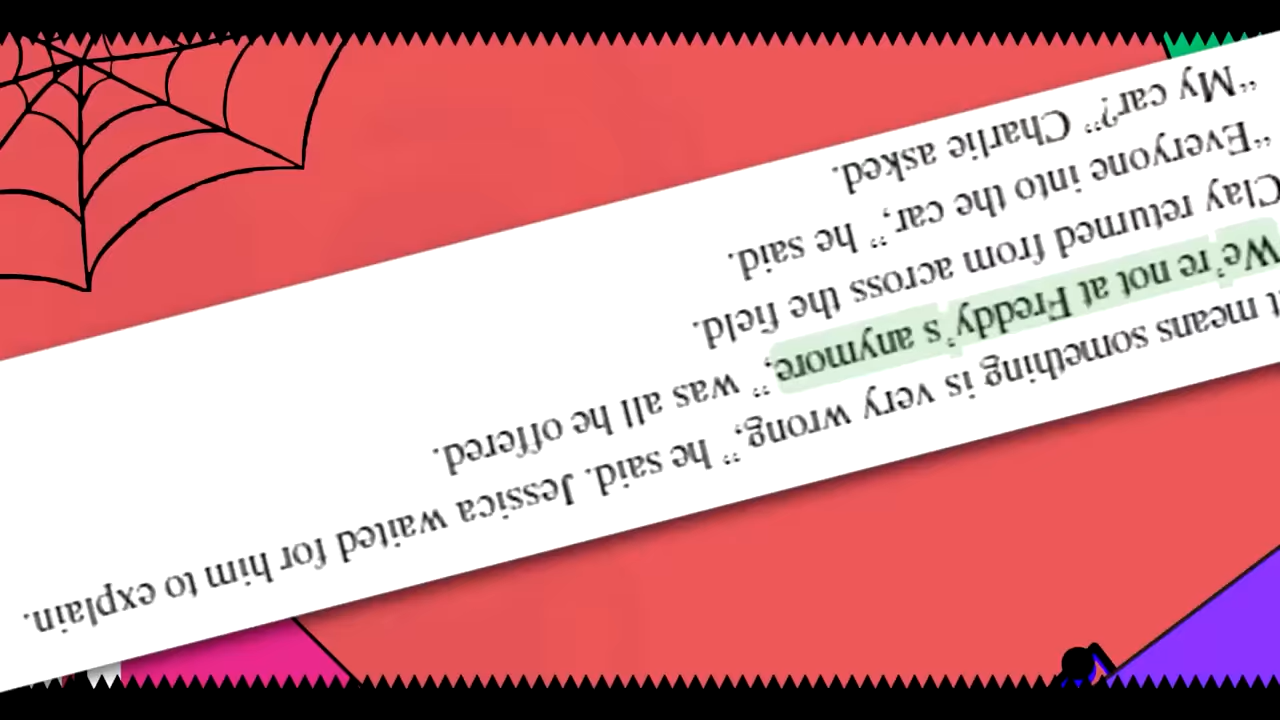 t means something is very wrong,” he said. Jessica waited for him to explain.
We’re not at Freddy’s anymore,” was all he offered.
Clay returned from across the field.
“Everyone into the car,” he said.
“My car?” Charlie asked.